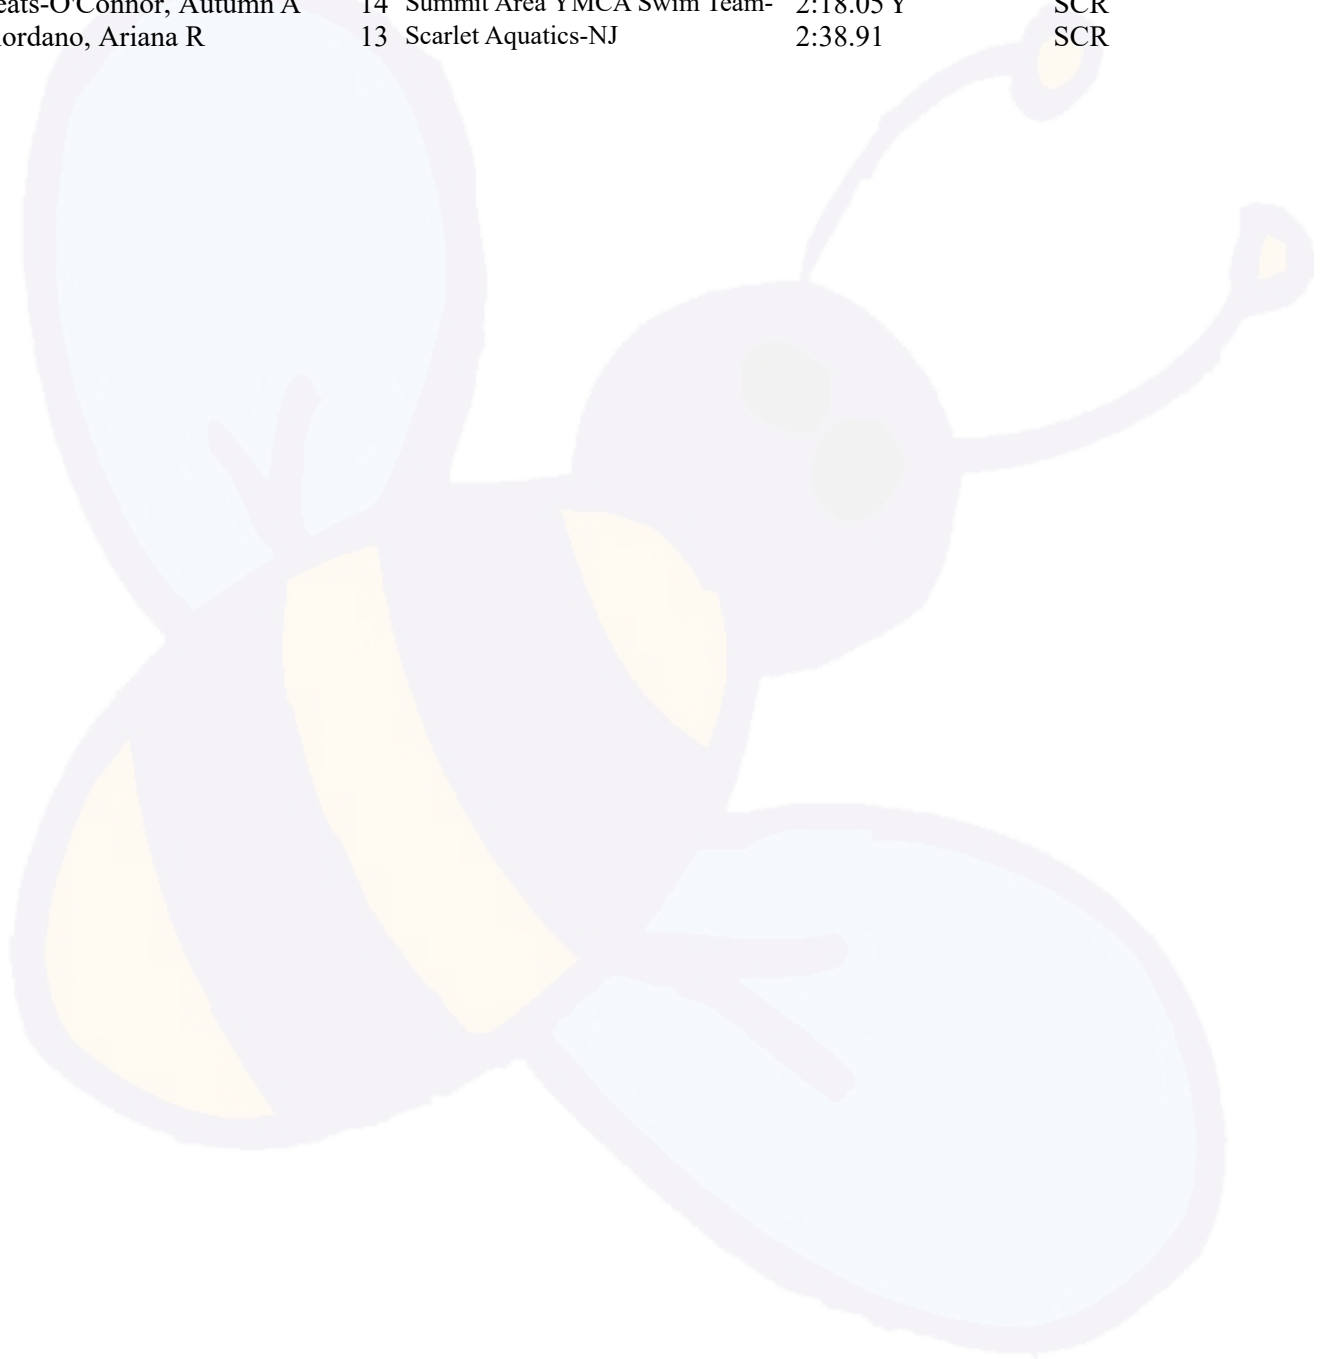 eats-O'Connor, Autumn A 14 Summit Area YMCA Swim Team- 2:18.05 Y SCR
ordano, Ariana R 13 Scarlet Aquatics-NJ 2:38.91 SCR